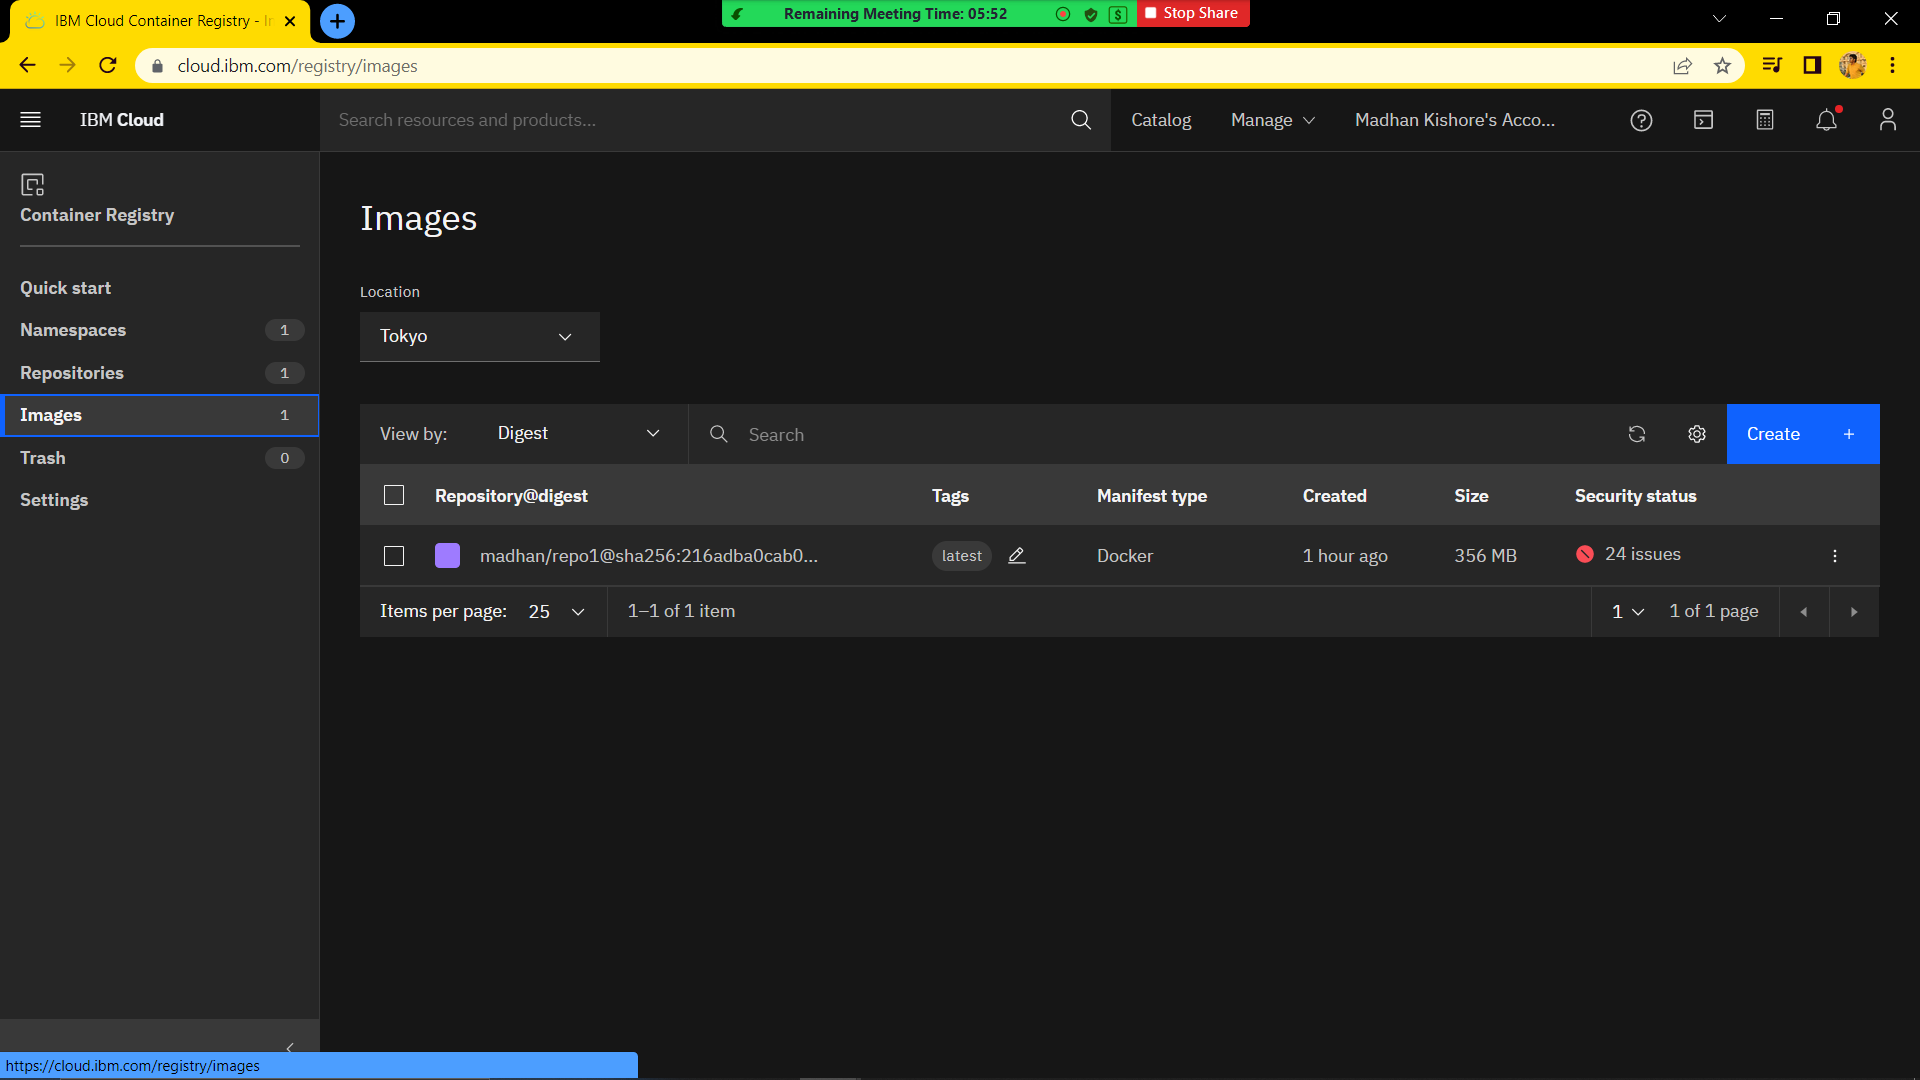 IBM Cloud Container Registry - In
Remaining Meeting Time: 05:52
Stop Share
cloud.ibm.com/registry/images
IBM Cloud
Search resources and products...
Catalog
Manage
Madhan Kishore's Acco...
Container Registry
Quick start
Namespaces 1
Repositories 1
Images 1
Trash 0
Settings
Images
Location
Tokyo
View by: Digest
Search
Create +
Repository@digest Tags Manifest type Created Size Security status
madhan/repo1@sha256:216adba0cab0... latest Docker 1 hour ago 356 MB 24 issues
Items per page: 25 1–1 of 1 item 1 1 of 1 page
https://cloud.ibm.com/registry/images